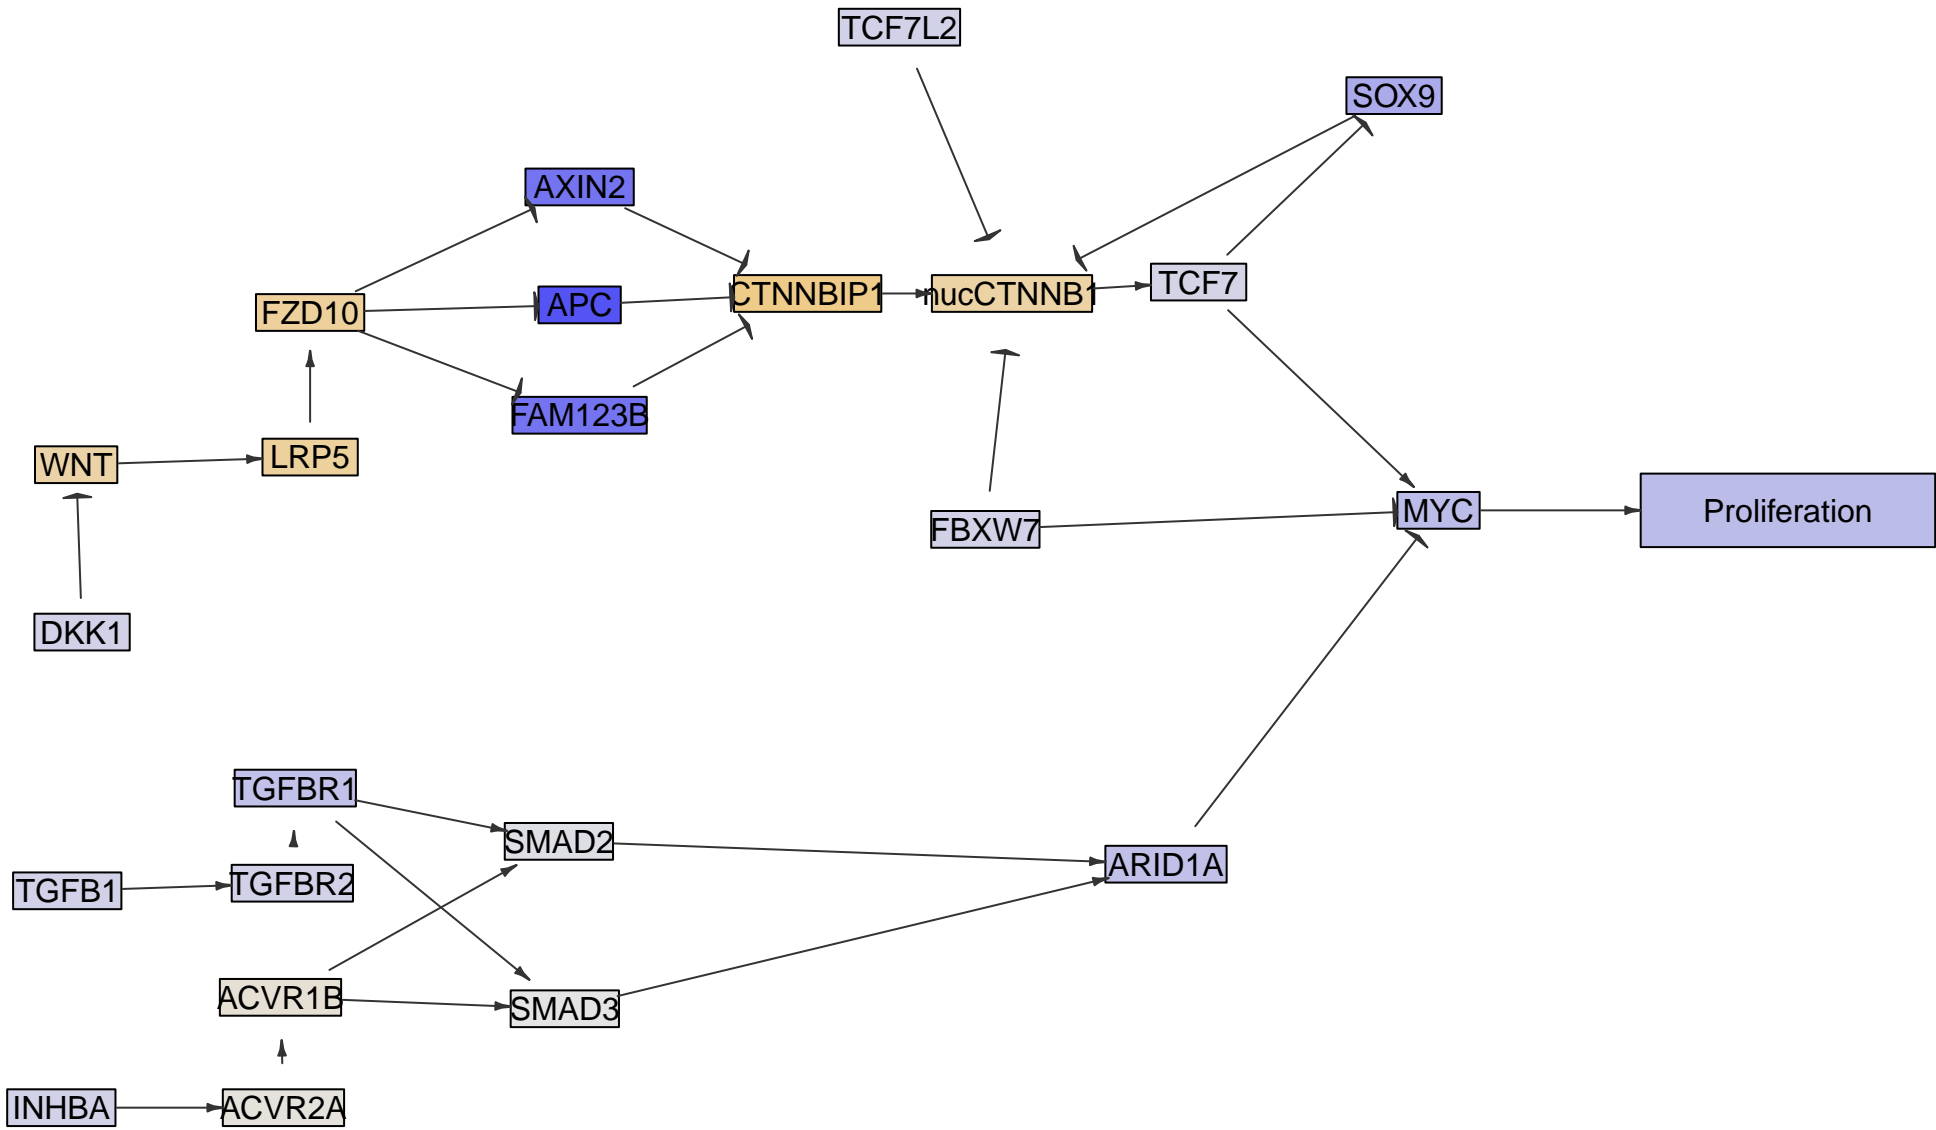 TCF7L2
SOX9
AXIN2
TCF7
CTNNBIP1
nucCTNNB1
APC
FZD10
FAM123B
LRP5
WNT
MYC
Proliferation
FBXW7
DKK1
TGFBR1
SMAD2
ARID1A
TGFBR2
TGFB1
ACVR1B
SMAD3
INHBA
ACVR2A